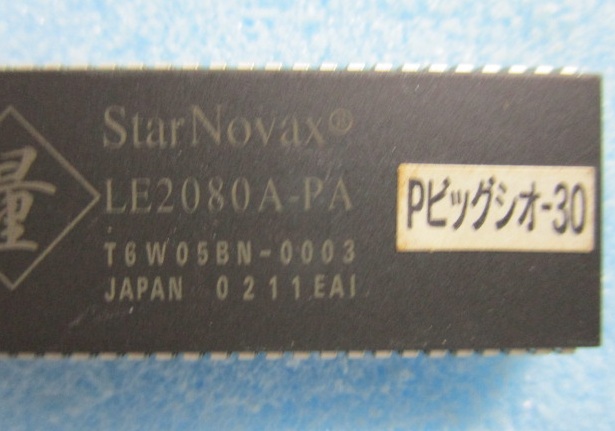 量
StarNovax®
LE2080A-PA
T6W05BN-0003
JAPAN 0211EAI
Pビッグシオ-30